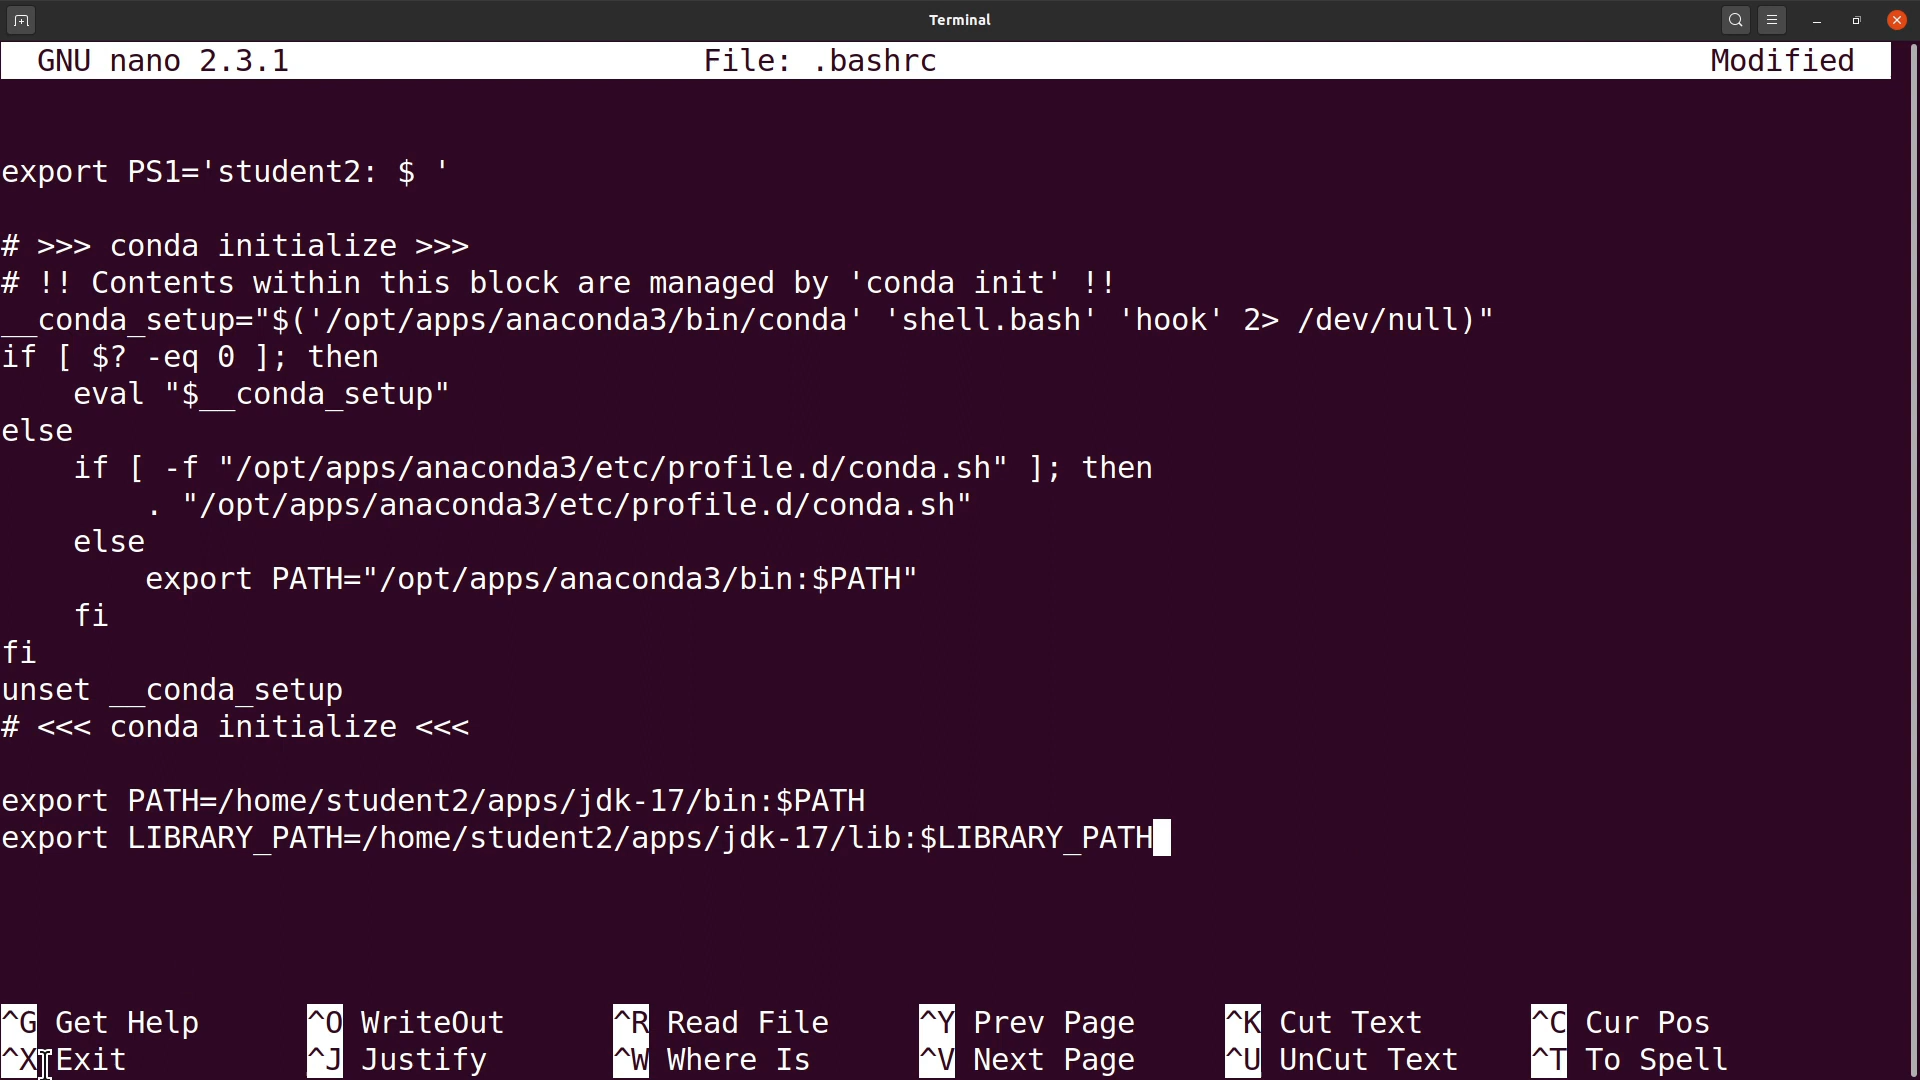 Terminal
GNU nano 2.3.1 File: .bashrc Modified
export PS1='student2: $ '
# >>> conda initialize >>>
# !! Contents within this block are managed by 'conda init' !!
__conda_setup="$('/opt/apps/anaconda3/bin/conda' 'shell.bash' 'hook' 2> /dev/null)"
if [ $? -eq 0 ]; then
    eval "$__conda_setup"
else
    if [ -f "/opt/apps/anaconda3/etc/profile.d/conda.sh" ]; then
        . "/opt/apps/anaconda3/etc/profile.d/conda.sh"
    else
        export PATH="/opt/apps/anaconda3/bin:$PATH"
    fi
fi
unset __conda_setup
# <<< conda initialize <<<
export PATH=/home/student2/apps/jdk-17/bin:$PATH
export LIBRARY_PATH=/home/student2/apps/jdk-17/lib:$LIBRARY_PATH
^G Get Help ^O WriteOut ^R Read File ^Y Prev Page ^K Cut Text ^C Cur Pos
^X Exit ^J Justify ^W Where Is ^V Next Page ^U UnCut Text ^T To Spell